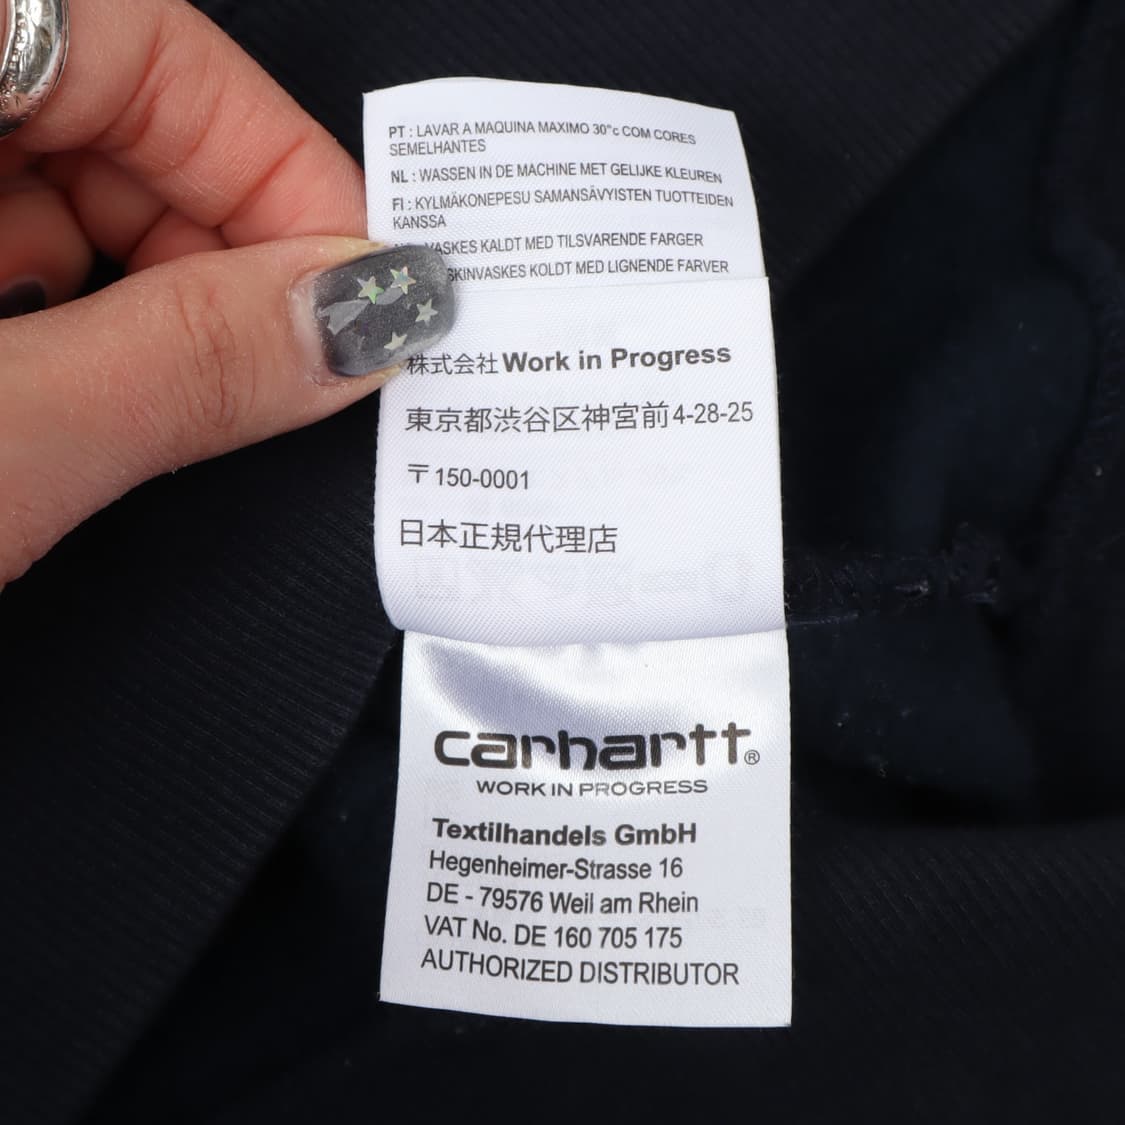 PT : LAVAR A MAQUINA MAXIMO 30°c COM CORES
SEMELHANTES
NL : WASSEN IN DE MACHINE MET GELIJKE KLEUREN
FI : KYLMÄKONEPESU SAMANSÄVYISTEN TUOTTEIDEN
KANSSA
VASKES KALDT MED TILSVARENDE FARGER
SKINVASKES KOLDT MED LIGNENDE FARVER
株式会社Work in Progress
東京都渋谷区神宮前4-28-25
〒150-0001
日本正規代理店
carhartt®
WORK IN PROGRESS
Textilhandels GmbH
Hegenheimer-Strasse 16
DE - 79576 Weil am Rhein
VAT No. DE 160 705 175
AUTHORIZED DISTRIBUTOR